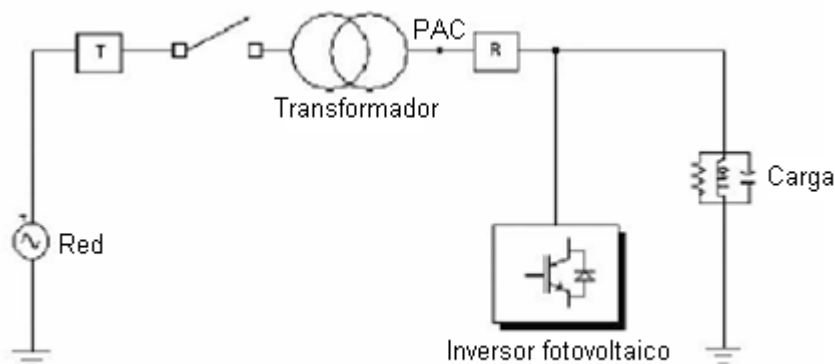 PAC
T
R
Transformador
Carga
Red
Inversor fotovoltaico